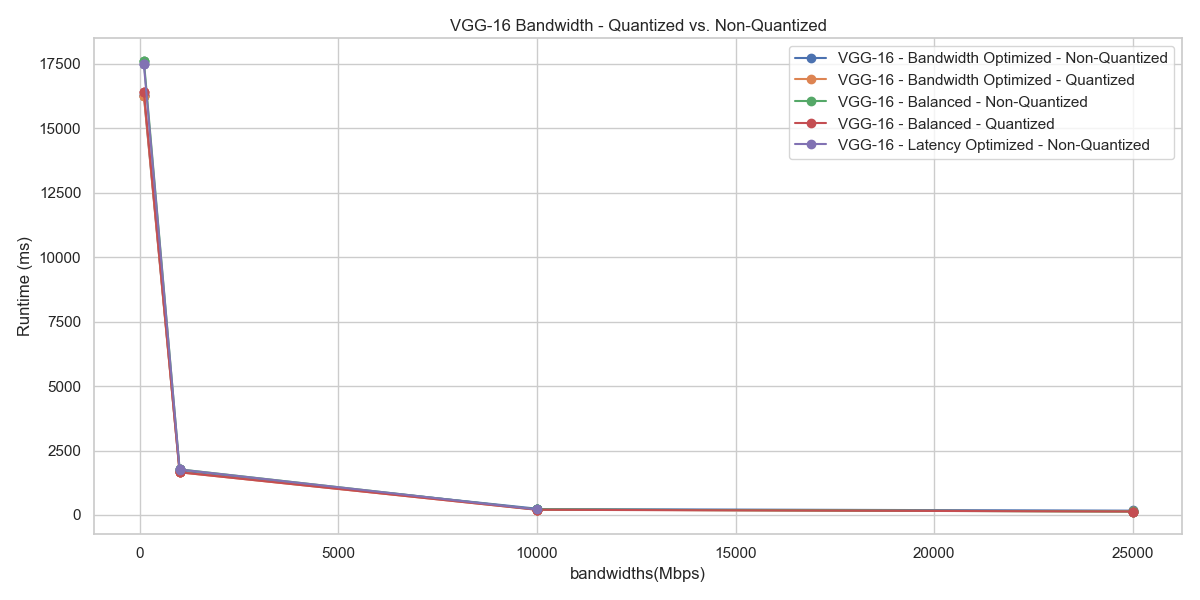 VGG-16 Bandwidth - Quantized vs. Non-Quantized
VGG-16 - Bandwidth Optimized - Non-Quantized
VGG-16 - Bandwidth Optimized - Quantized
VGG-16 - Balanced - Non-Quantized
VGG-16 - Balanced - Quantized
VGG-16 - Latency Optimized - Non-Quantized
Runtime (ms)
17500
15000
12500
10000
7500
5000
2500
0
0 5000 10000 15000 20000 25000
bandwidths(Mbps)